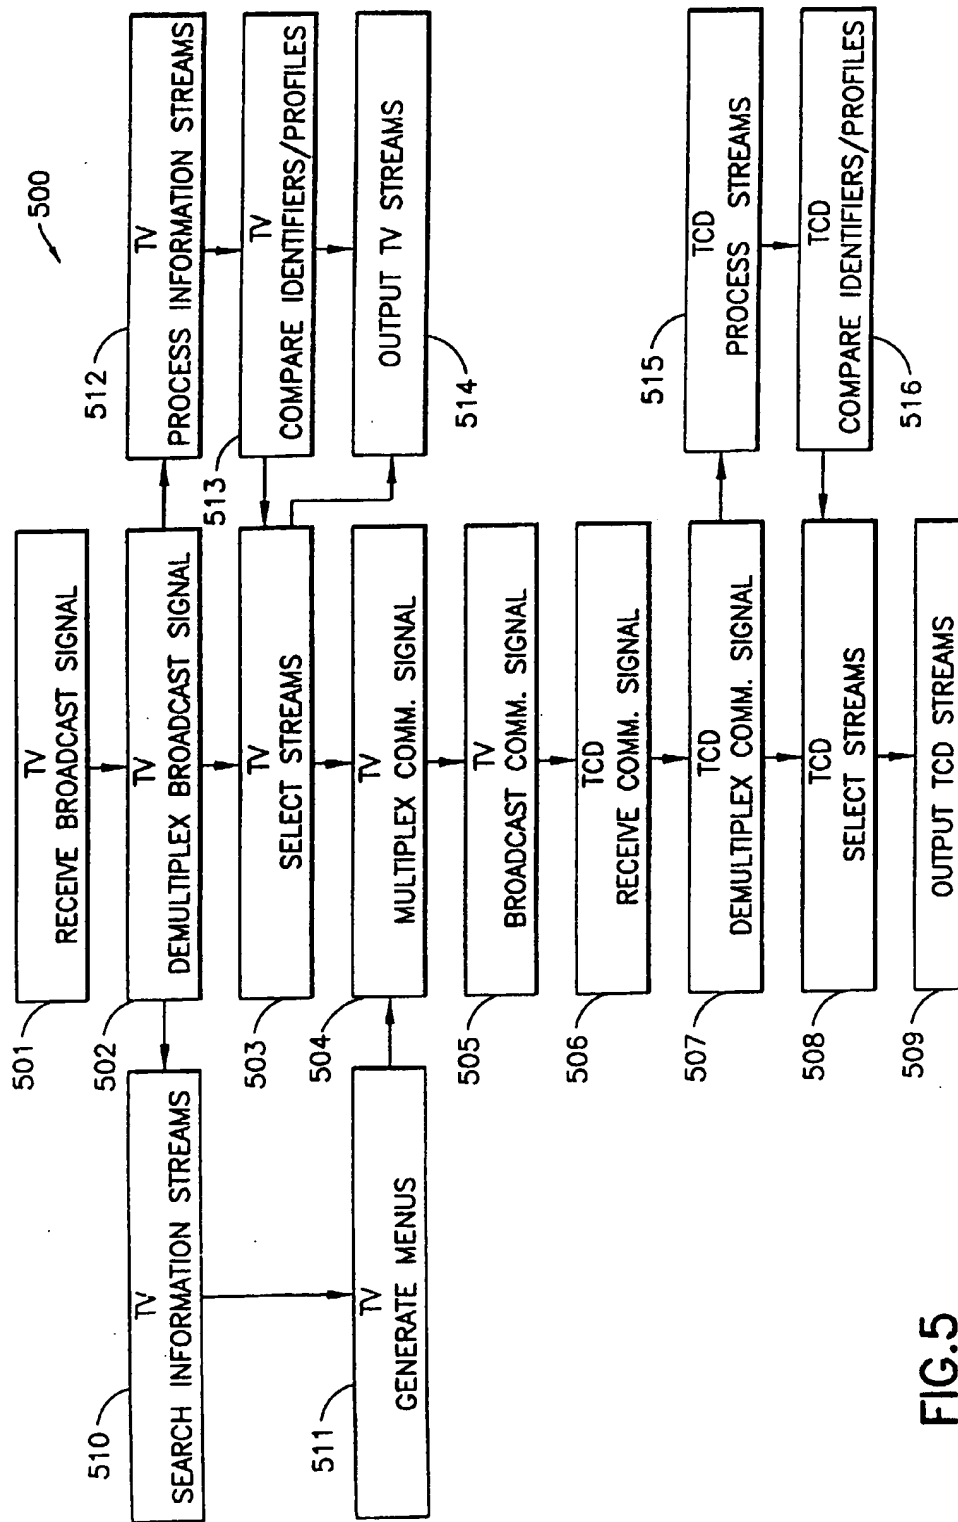 500
501
TV
RECEIVE BROADCAST SIGNAL
502
TV
DEMULTIPLEX BROADCAST SIGNAL
503
TV
SELECT STREAMS
504
TV
MULTIPLEX COMM. SIGNAL
505
TV
BROADCAST COMM. SIGNAL
506
TCD
RECEIVE COMM. SIGNAL
507
TCD
DEMULTIPLEX COMM. SIGNAL
508
TCD
SELECT STREAMS
509
OUTPUT TCD STREAMS
510
TV
SEARCH INFORMATION STREAMS
511
TV
GENERATE MENUS
512
TV
PROCESS INFORMATION STREAMS
513
TV
COMPARE IDENTIFIERS/PROFILES
OUTPUT TV STREAMS
514
515
TCD
PROCESS STREAMS
TCD
COMPARE IDENTIFIERS/PROFILES
516
FIG.5